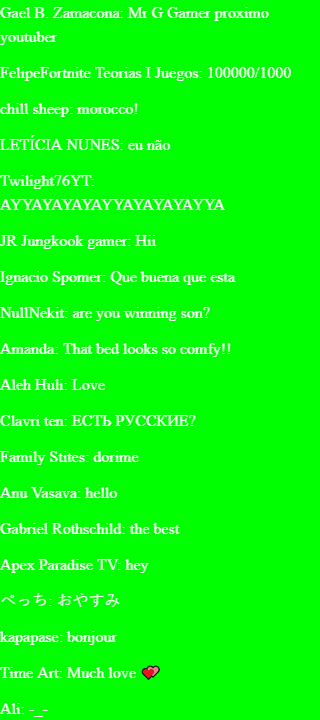 Gael B. Zamacona: Mr G Gamer proximo
youtuber
FelipeFortnite Teorias I Juegos: 100000/1000
chill sheep: morocco!
LETÍCIA NUNES: eu não
Twilight76YT:
AYYAYAYAYAYYAYAYAYAYYA
JR Jungkook gamer: Hii
Ignacio Spomer: Que buena que esta
NullNekit: are you winning son?
Amanda: That bed looks so comfy!!
Aleh Huli: Love
Clavri ten: ЕСТЬ РУССКИЕ?
Family Stites: dorime
Anu Vasava: hello
Gabriel Rothschild: the best
Apex Paradise TV: hey
ぺっち: おやすみ
kapapase: bonjour
Time Art: Much love 💕
Ali: -_-